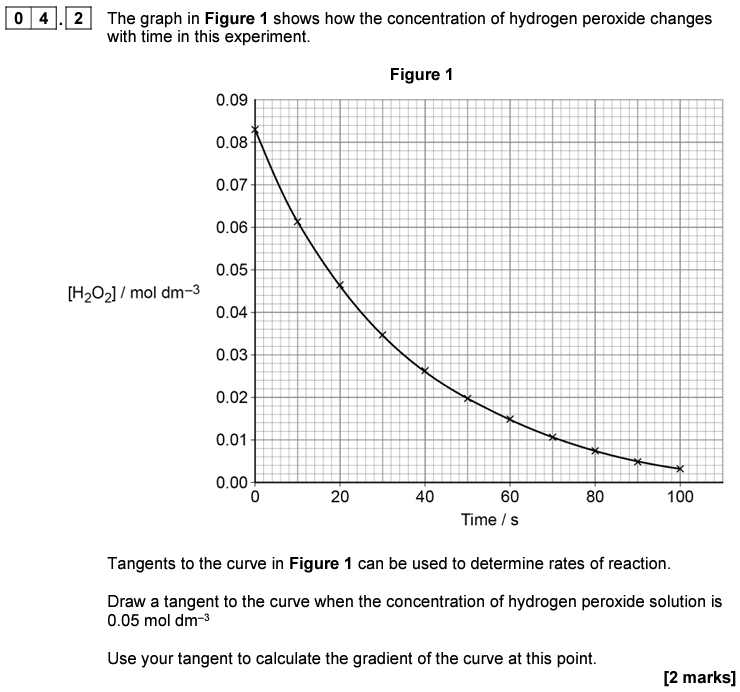 0 4 . 2 The graph in Figure 1 shows how the concentration of hydrogen peroxide changes
with time in this experiment.
Figure 1
0.09
0.08
0.07
0.06
0.05
[H₂O₂] / mol dm⁻³
0.04
0.03
0.02
0.01
0.00
0 20 40 60 80 100
Time / s
Tangents to the curve in Figure 1 can be used to determine rates of reaction.
Draw a tangent to the curve when the concentration of hydrogen peroxide solution is
0.05 mol dm⁻³
Use your tangent to calculate the gradient of the curve at this point.
[2 marks]